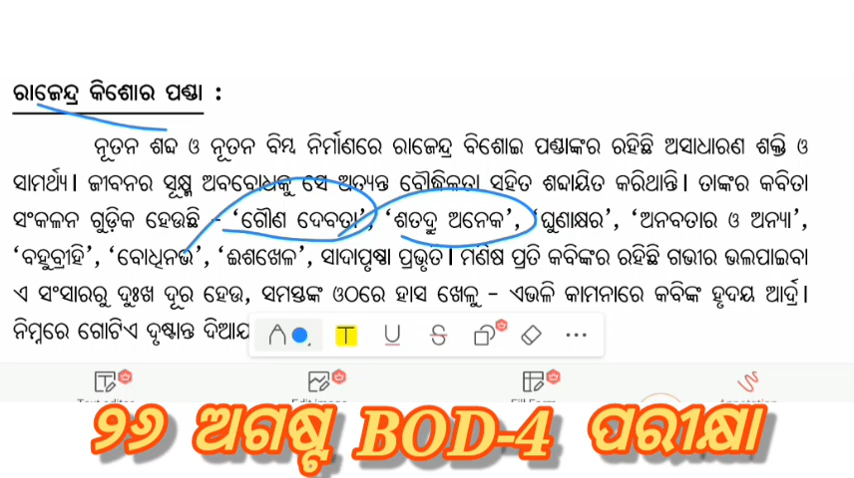 ରାଜେନ୍ଦ୍ର କିଶୋର ପଣ୍ଡା :
ନୂତନ ଶବ୍ଦ ଓ ନୂତନ ବିମ୍ବ ନିର୍ମାଣରେ ରାଜେନ୍ଦ୍ର ବିଶୋଇ ପଣ୍ଡାଙ୍କର ରହିଛି ଅସାଧାରଣ ଶକ୍ତି ଓ
ସାମର୍ଥ୍ୟ। ଜୀବନର ସୂକ୍ଷ୍ମ ଅବବୋଧକୁ ସେ ଅତ୍ୟନ୍ତ ବୌଦ୍ଧିକତା ସହିତ ଶବ୍ଦାୟିତ କରିଥାନ୍ତି। ତାଙ୍କର କବିତା
ସଂକଳନ ଗୁଡ଼ିକ ହେଉଛି - ‘ଗୌଣ ଦେବତା’, ‘ଶତଦ୍ରୁ ଅନେକ’, ‘ଘୁଣାକ୍ଷର’, ‘ଅନବତାର ଓ ଅନ୍ୟା’,
‘ବହୁବ୍ରୀହି’, ‘ବୋଧିନଭ’, ‘ଈଶଖେଳ’, ସାଦାପୃଷ୍ଠା ପ୍ରଭୃତି। ମଣିଷ ପ୍ରତି କବିଙ୍କର ରହିଛି ଗଭୀର ଭଲପାଇବା
ଏ ସଂସାରରୁ ଦୁଃଖ ଦୂର ହେଉ, ସମସ୍ତଙ୍କ ଓଠରେ ହାସ ଖେଳୁ – ଏଭଳି କାମନାରେ କବିଙ୍କ ହୃଦୟ ଆର୍ଦ୍ର।
ନିମ୍ନରେ ଗୋଟିଏ ଦୃଷ୍ଟାନ୍ତ
୨୬ ଅଗଷ୍ଟ BOD-4 ପରୀକ୍ଷା